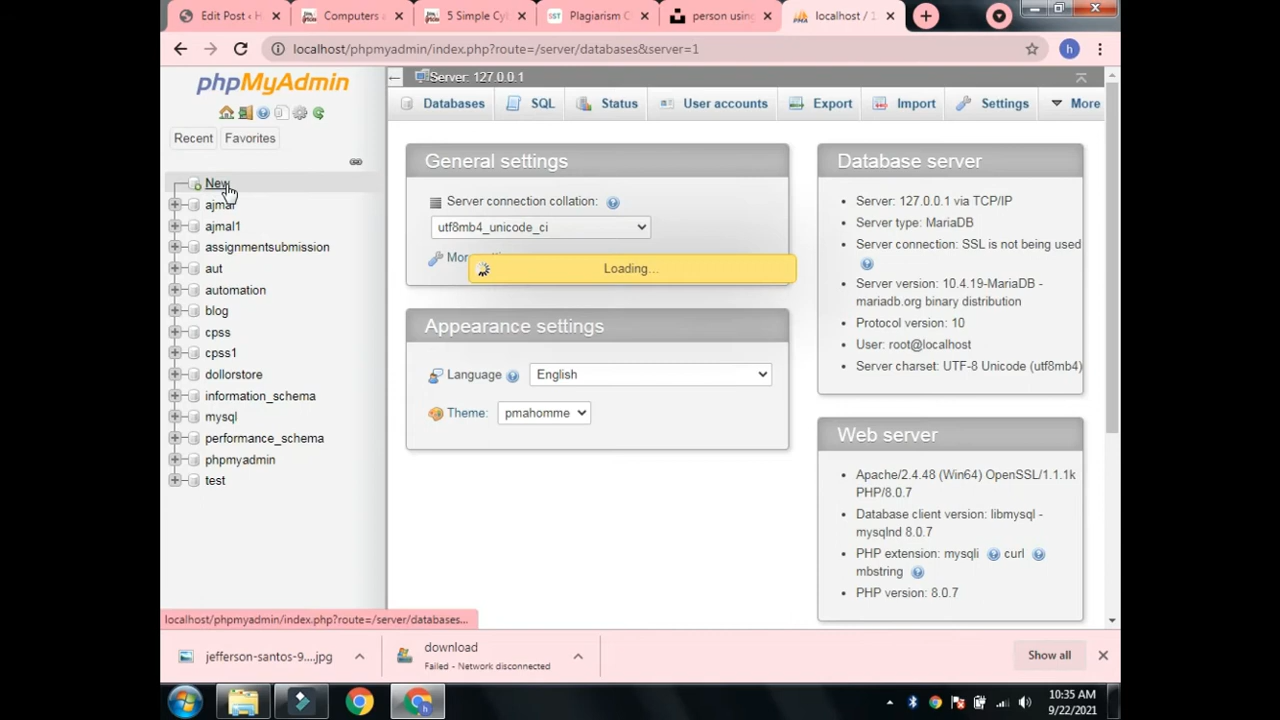 Edit Post ‹ H
Computers a
5 Simple Cy
Plagiarism C
person using
localhost / 1
localhost/phpmyadmin/index.php?route=/server/databases&server=1
h
phpMyAdmin
Recent
Favorites
New
ajmal
ajmal1
assignmentsubmission
aut
automation
blog
cpss
cpss1
dollorstore
information_schema
mysql
performance_schema
phpmyadmin
test
Server: 127.0.0.1
Databases
SQL
Status
User accounts
Export
Import
Settings
More
General settings
Server connection collation:
utf8mb4_unicode_ci
Loading...
Appearance settings
Language
English
Theme:
pmahomme
Database server
Server: 127.0.0.1 via TCP/IP
Server type: MariaDB
Server connection: SSL is not being used
Server version: 10.4.19-MariaDB -
mariadb.org binary distribution
Protocol version: 10
User: root@localhost
Server charset: UTF-8 Unicode (utf8mb4)
Web server
Apache/2.4.48 (Win64) OpenSSL/1.1.1k
PHP/8.0.7
Database client version: libmysql -
mysqlnd 8.0.7
PHP extension: mysqli curl
mbstring
PHP version: 8.0.7
localhost/phpmyadmin/index.php?route=/server/databases...
jefferson-santos-9....jpg
download
Failed - Network disconnected
Show all
10:35 AM
9/22/2021